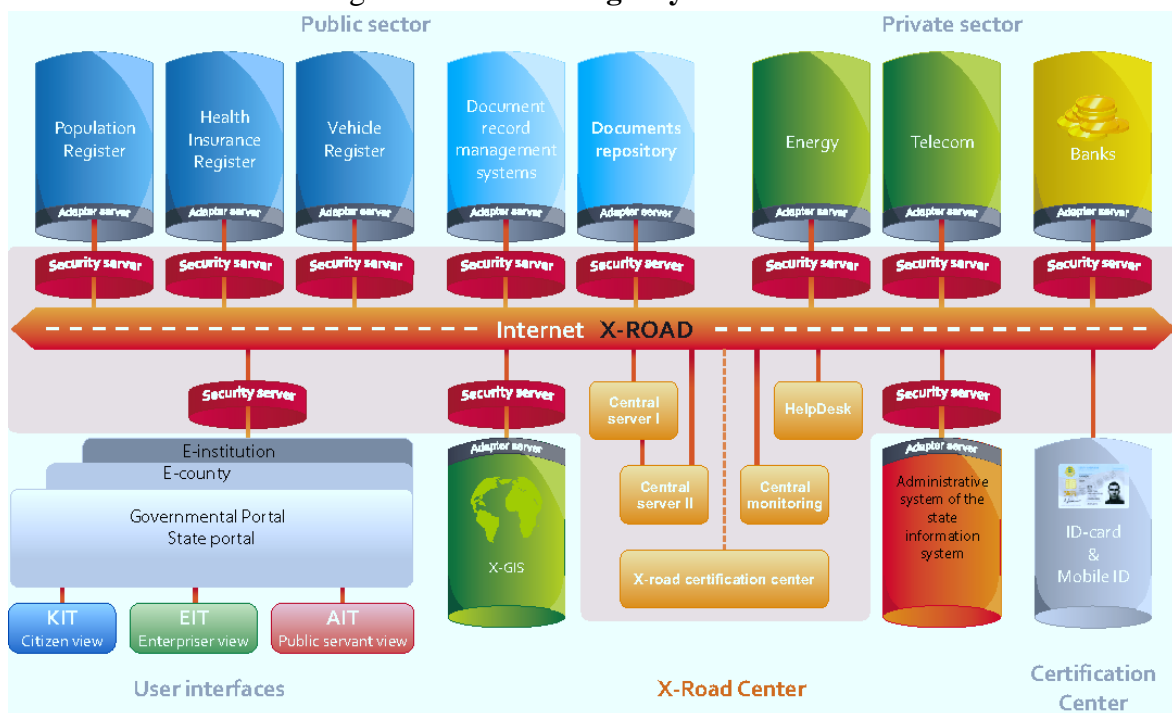 Public sector
Private sector
Population
Register
Health
Insurance
Register
Vehicle
Register
Document
record
management
systems
Documents
repository
Energy
Telecom
Banks
Adapter server
Adapter server
Adapter server
Adapter server
Adapter server
Adapter server
Adapter server
Adapter server
Security server
Security server
Security server
Security server
Security server
Security server
Security server
Security server
Internet X-ROAD
Security server
Security server
Central
server I
HelpDesk
Security server
E-institution
E-county
Governmental Portal
State portal
Adapter server
X-GIS
Central
server II
Central
monitoring
X-road certification center
Adapter server
Administrative
system of the
state
information
system
ID-card
&
Mobile ID
KIT
Citizen view
EIT
Enterpriser view
AIT
Public servant view
User interfaces
X-Road Center
Certification
Center